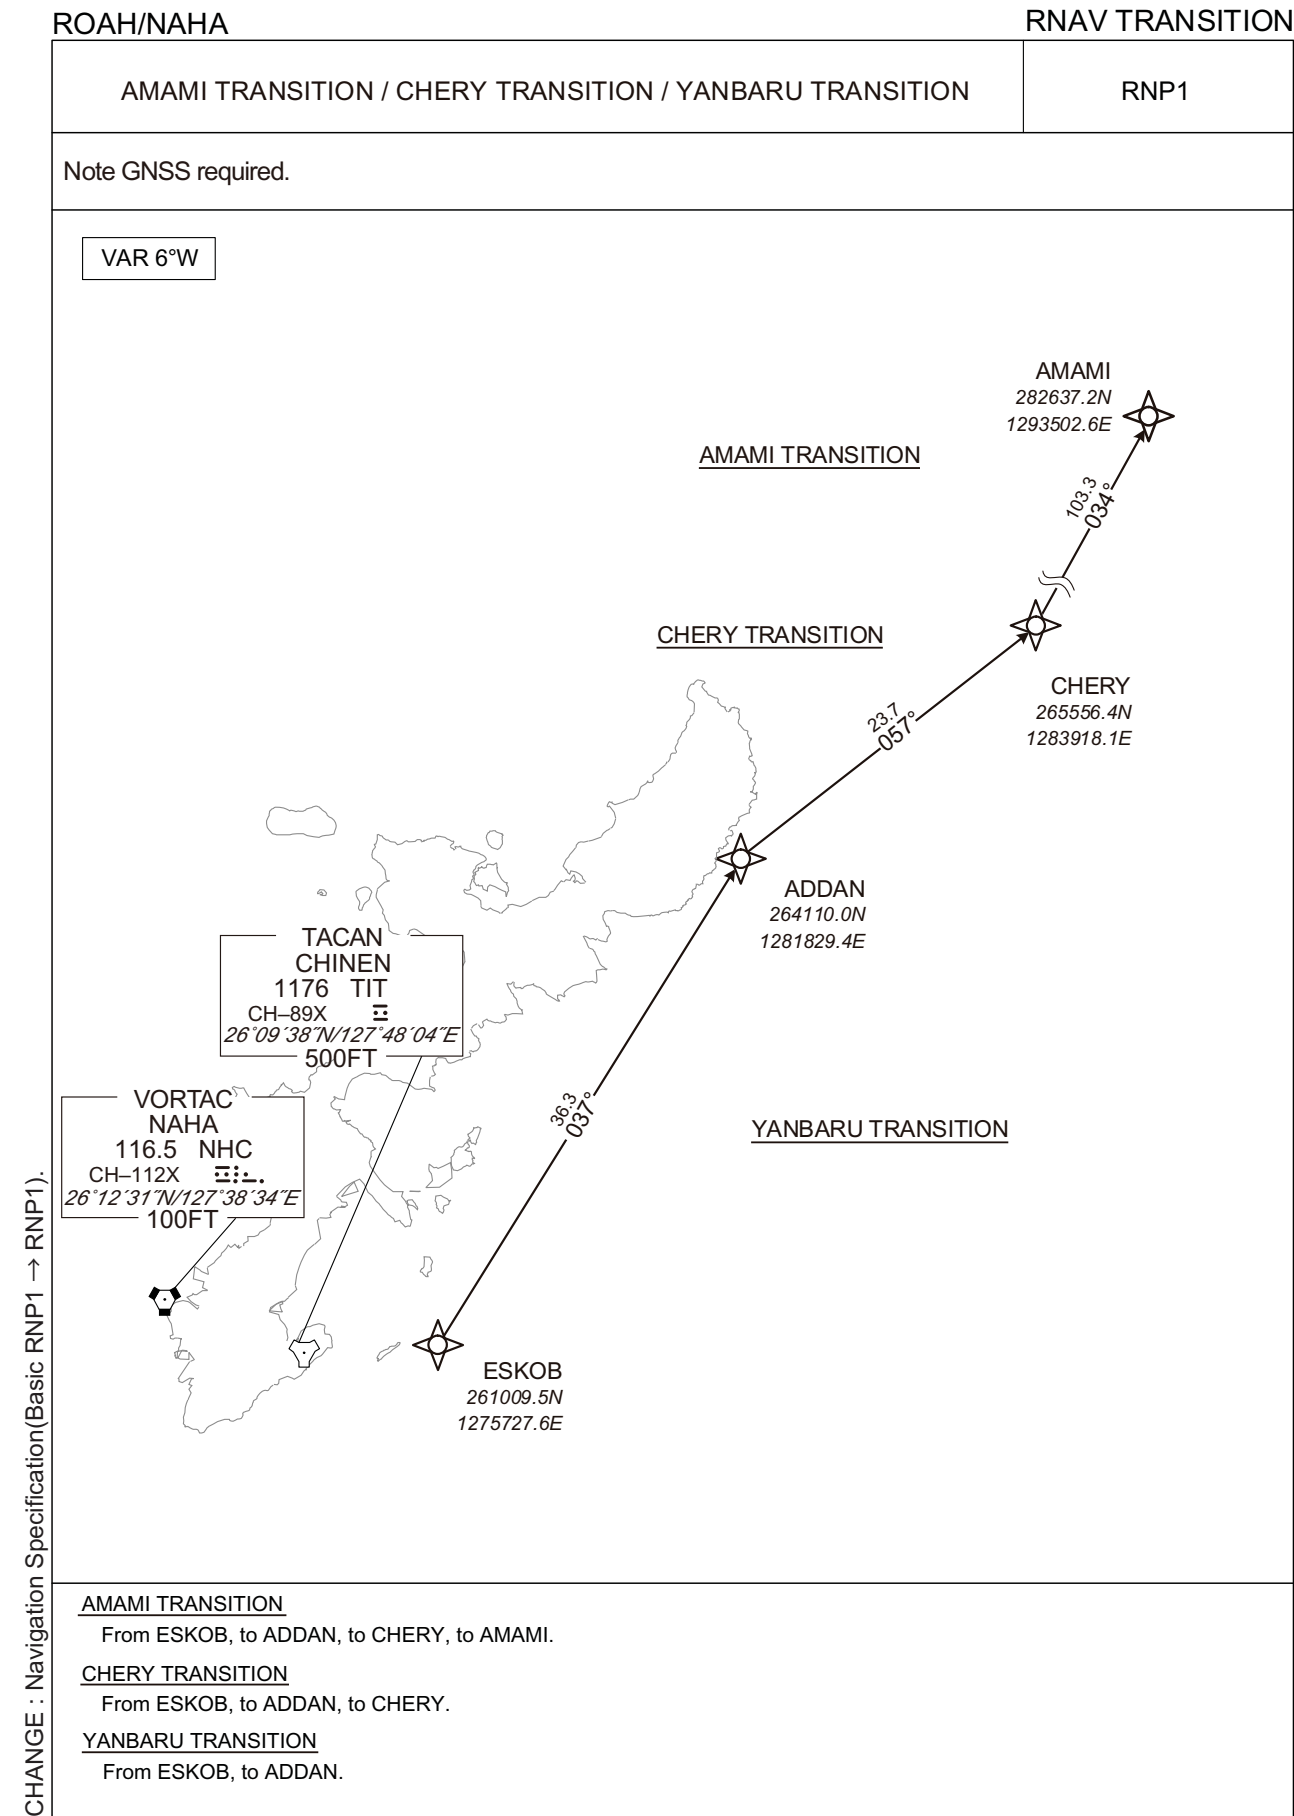 ROAH/NAHA
RNAV TRANSITION
AMAMI TRANSITION / CHERY TRANSITION / YANBARU TRANSITION
RNP1
Note GNSS required.
VAR 6°W
AMAMI
282637.2N
1293502.6E
AMAMI TRANSITION
103.3
034°
CHERY TRANSITION
CHERY
265556.4N
1283918.1E
23.7
057°
ADDAN
264110.0N
1281829.4E
TACAN
CHINEN
1176 TIT
CH–89X
26°09´38˝N/127°48´04˝E
500FT
VORTAC
NAHA
116.5 NHC
CH–112X
26°12´31˝N/127°38´34˝E
100FT
36.3
037°
YANBARU TRANSITION
ESKOB
261009.5N
1275727.6E
CHANGE : Navigation Specification(Basic RNP1 → RNP1).
AMAMI TRANSITION
From ESKOB, to ADDAN, to CHERY, to AMAMI.
CHERY TRANSITION
From ESKOB, to ADDAN, to CHERY.
YANBARU TRANSITION
From ESKOB, to ADDAN.